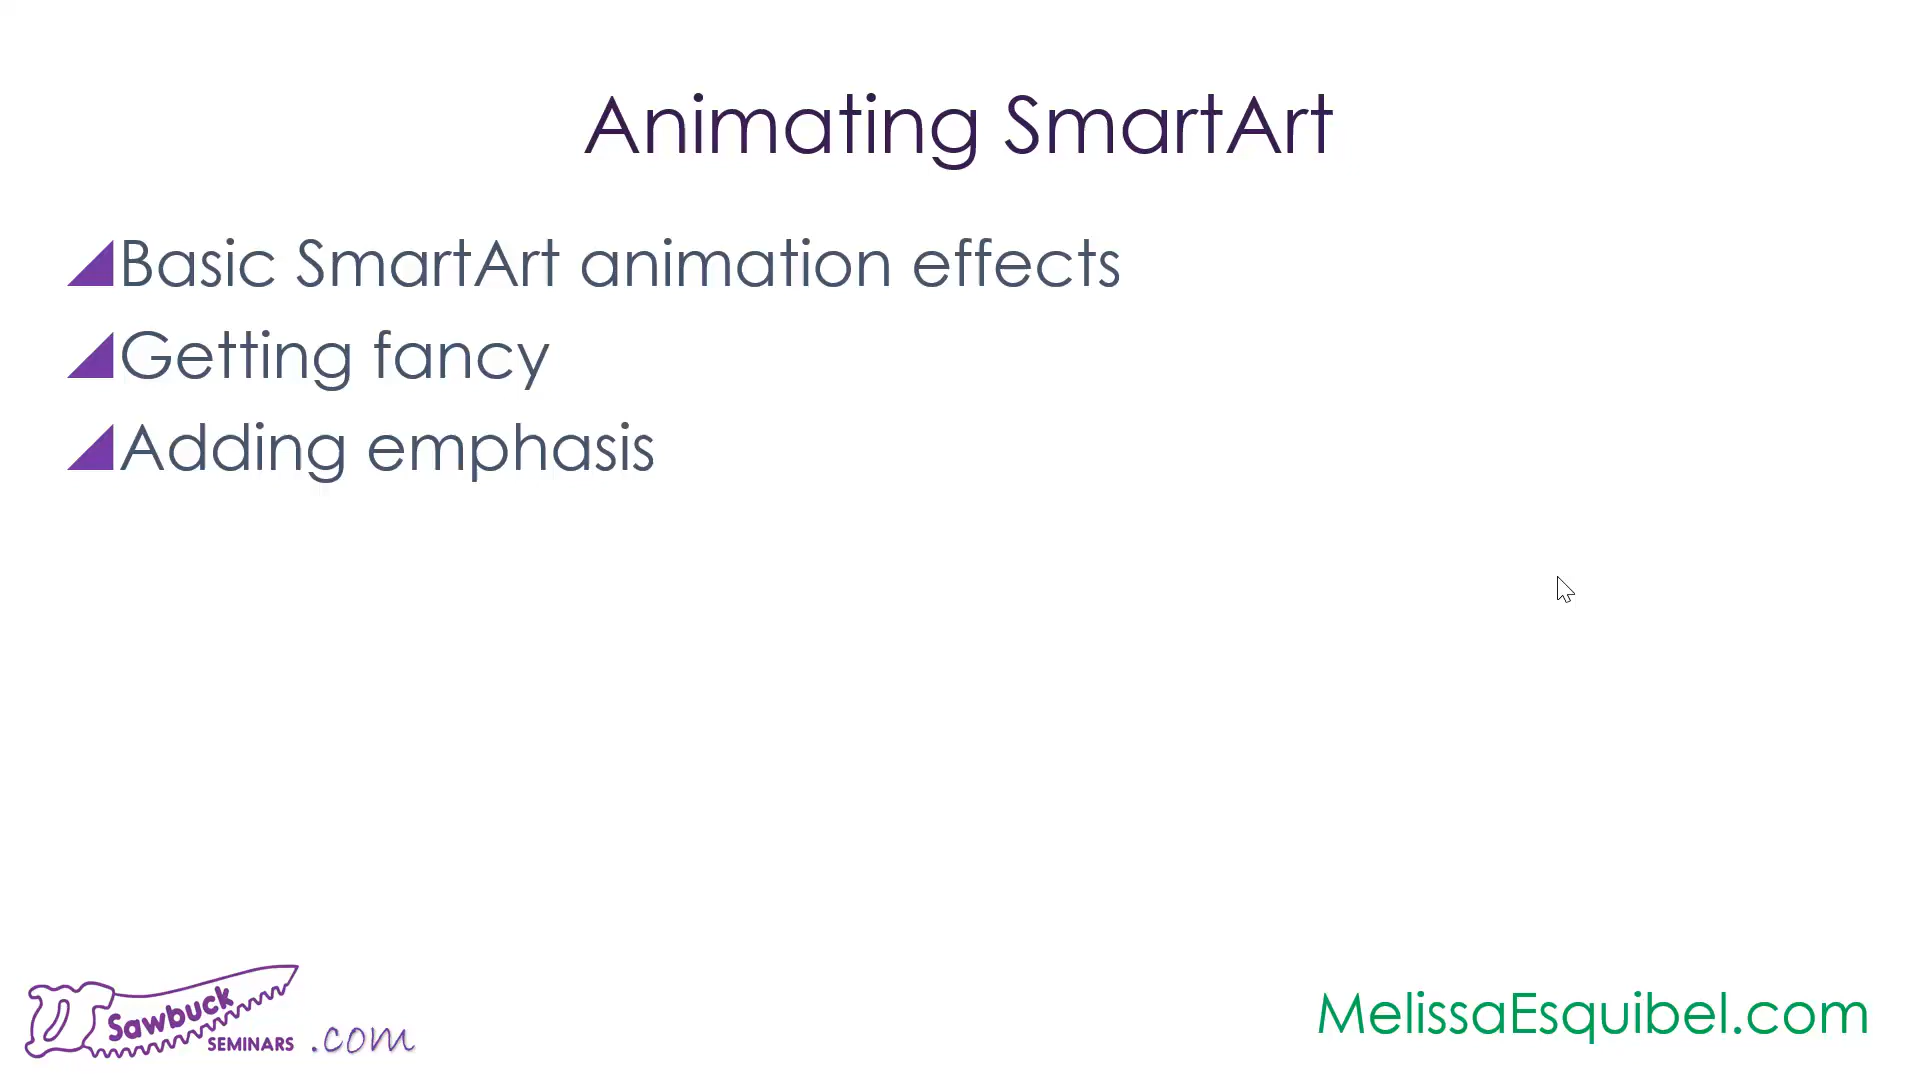 Animating SmartArt
Basic SmartArt animation effects
Getting fancy
Adding emphasis
Sawbuck
SEMINARS .com
MelissaEsquibel.com